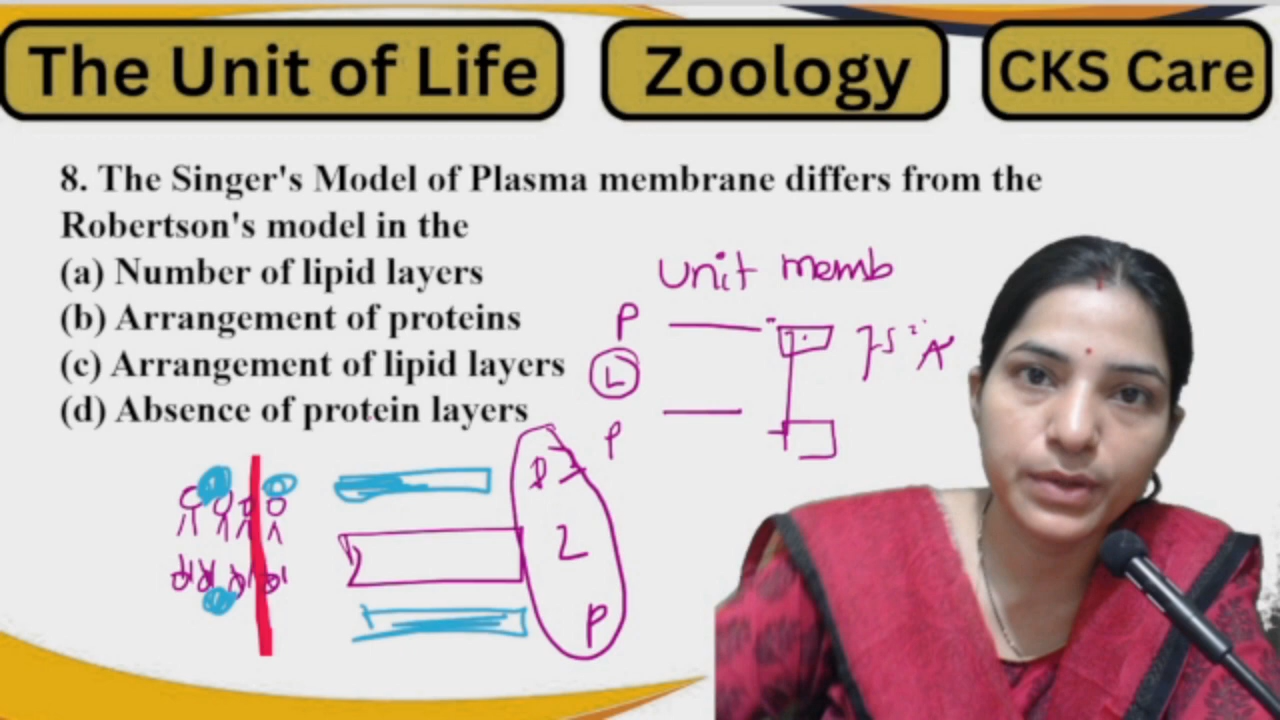 The Unit of Life
Zoology
CKS Care
8. The Singer's Model of Plasma membrane differs from the
Robertson's model in the
(a) Number of lipid layers
(b) Arrangement of proteins
(c) Arrangement of lipid layers
(d) Absence of protein layers
Unit memb
P
L
P
L
P